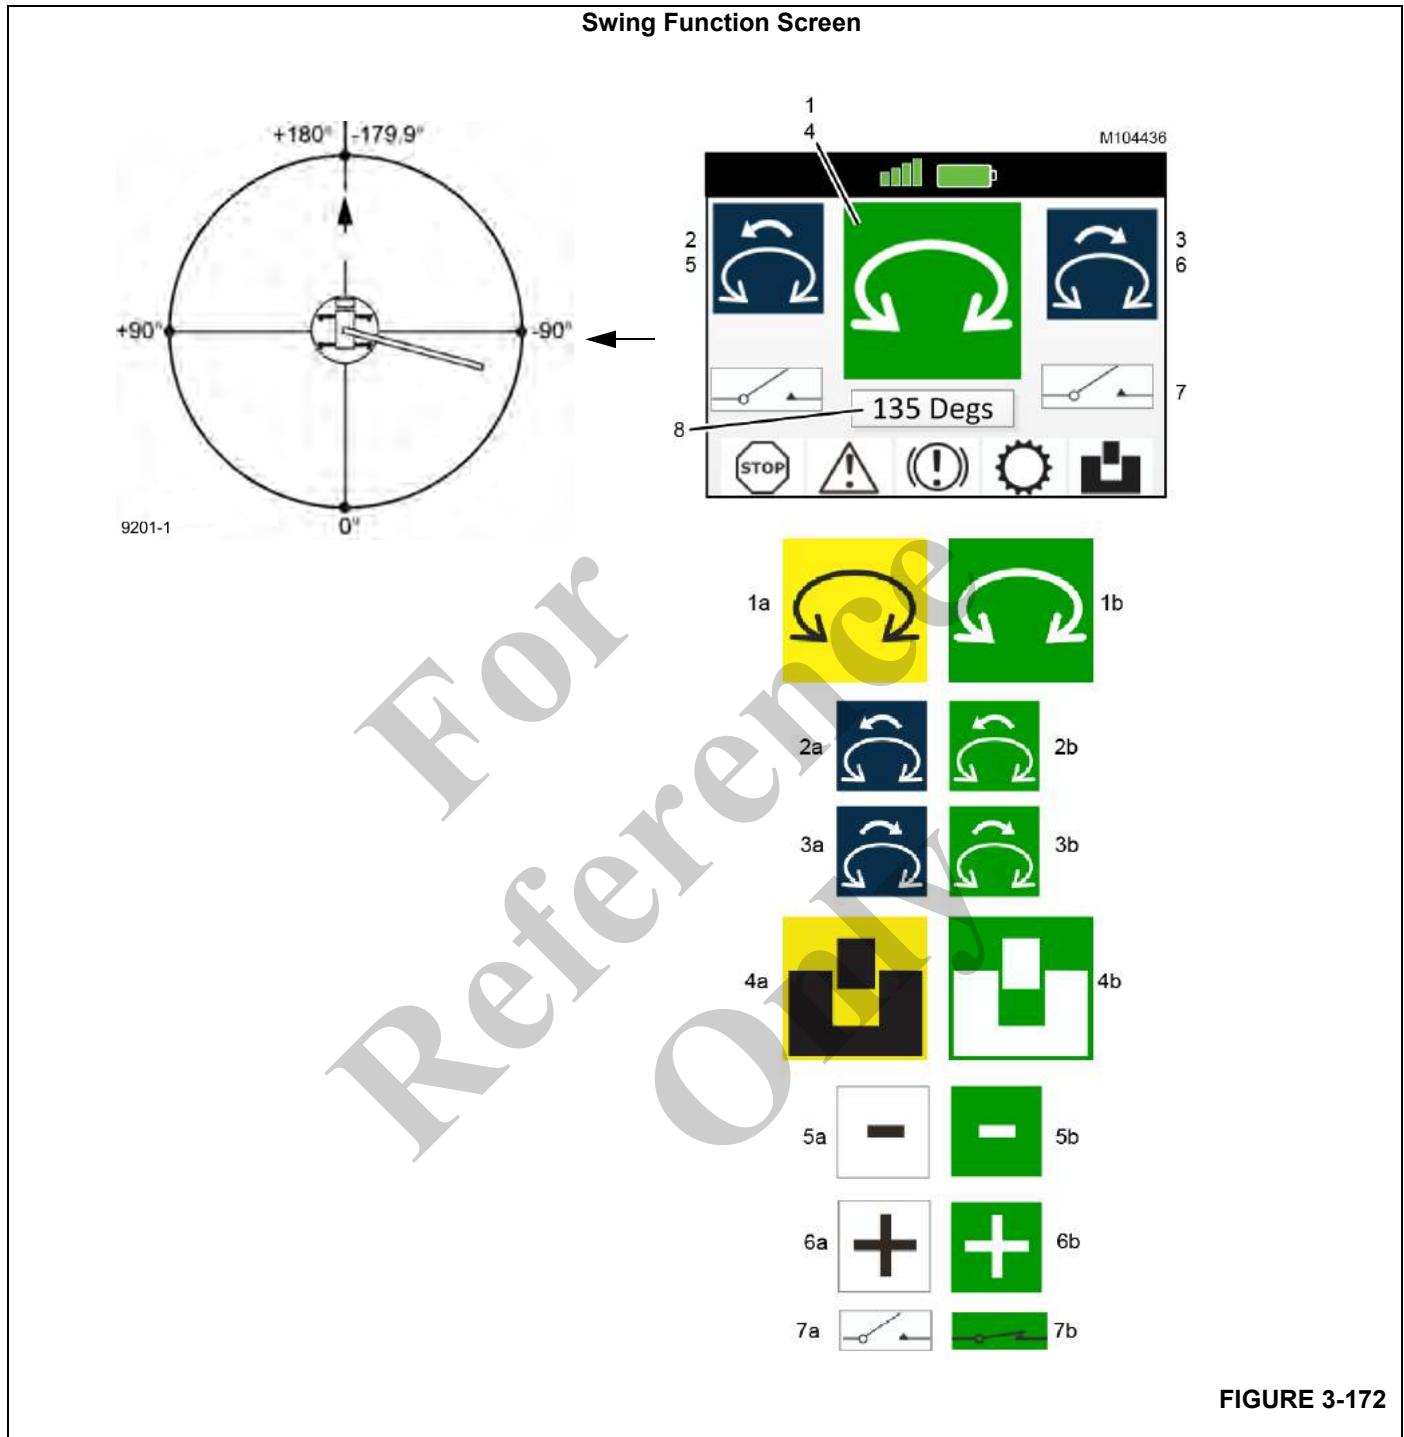 Swing Function Screen
+180° -179,9°
+90°
-90°
0°
9201-1
1
4
M104436
2
5
3
6
7
135 Degs
8
STOP
1a
1b
2a
2b
3a
3b
4a
4b
5a
5b
6a
6b
7a
7b
For
Reference
Only
FIGURE 3-172